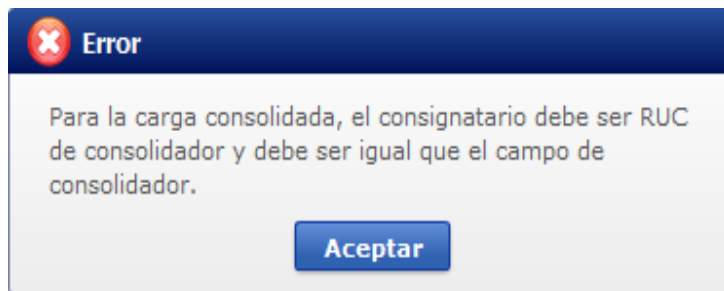 Error
Para la carga consolidada, el consignatario debe ser RUC
de consolidador y debe ser igual que el campo de
consolidador.
Aceptar